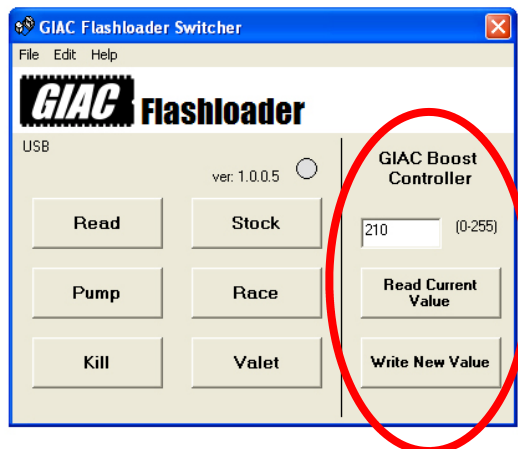 GIAC Flashloader Switcher
File Edit Help
GIAC Flashloader
USB
ver: 1.0.0.5
Read
Stock
Pump
Race
Kill
Valet
GIAC Boost
Controller
210
(0-255)
Read Current
Value
Write New Value